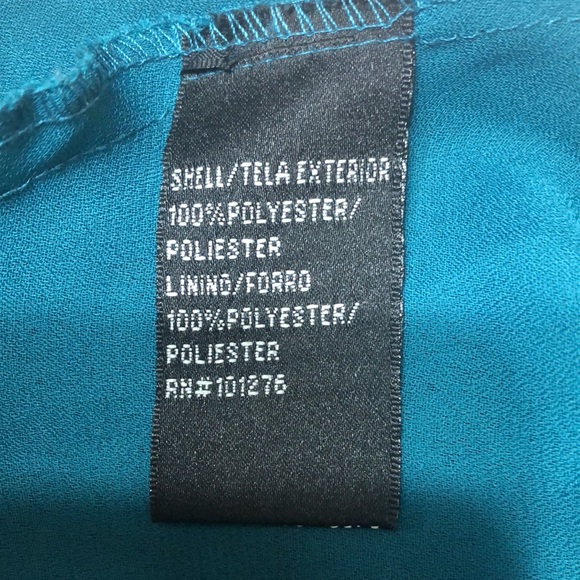 SHELL/TELA EXTERIOR
100%POLYESTER/
POLIESTER
LINING/FORRO
100%POLYESTER/
POLIESTER
RN#101276